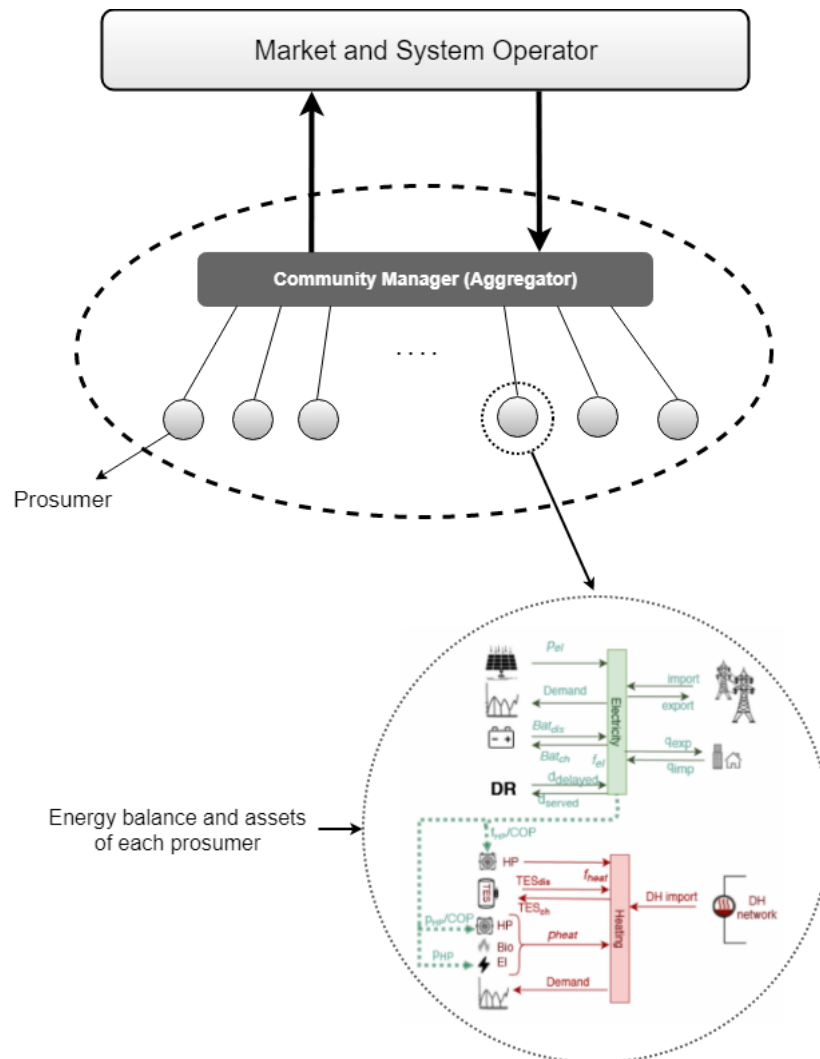 Market and System Operator
Community Manager (Aggregator)
. . . .
Prosumer
Energy balance and assets
of each prosumer
Pel
Demand
Batdis
Batch
fel
DR
ddelayed
dserved
Electricity
import
export
qexp
qimp
fHP/COP
HP
TESdis
fheat
TES
TESch
pHP/COP
HP
Bio
El
pheat
pHP
Demand
Heating
DH import
DH
network